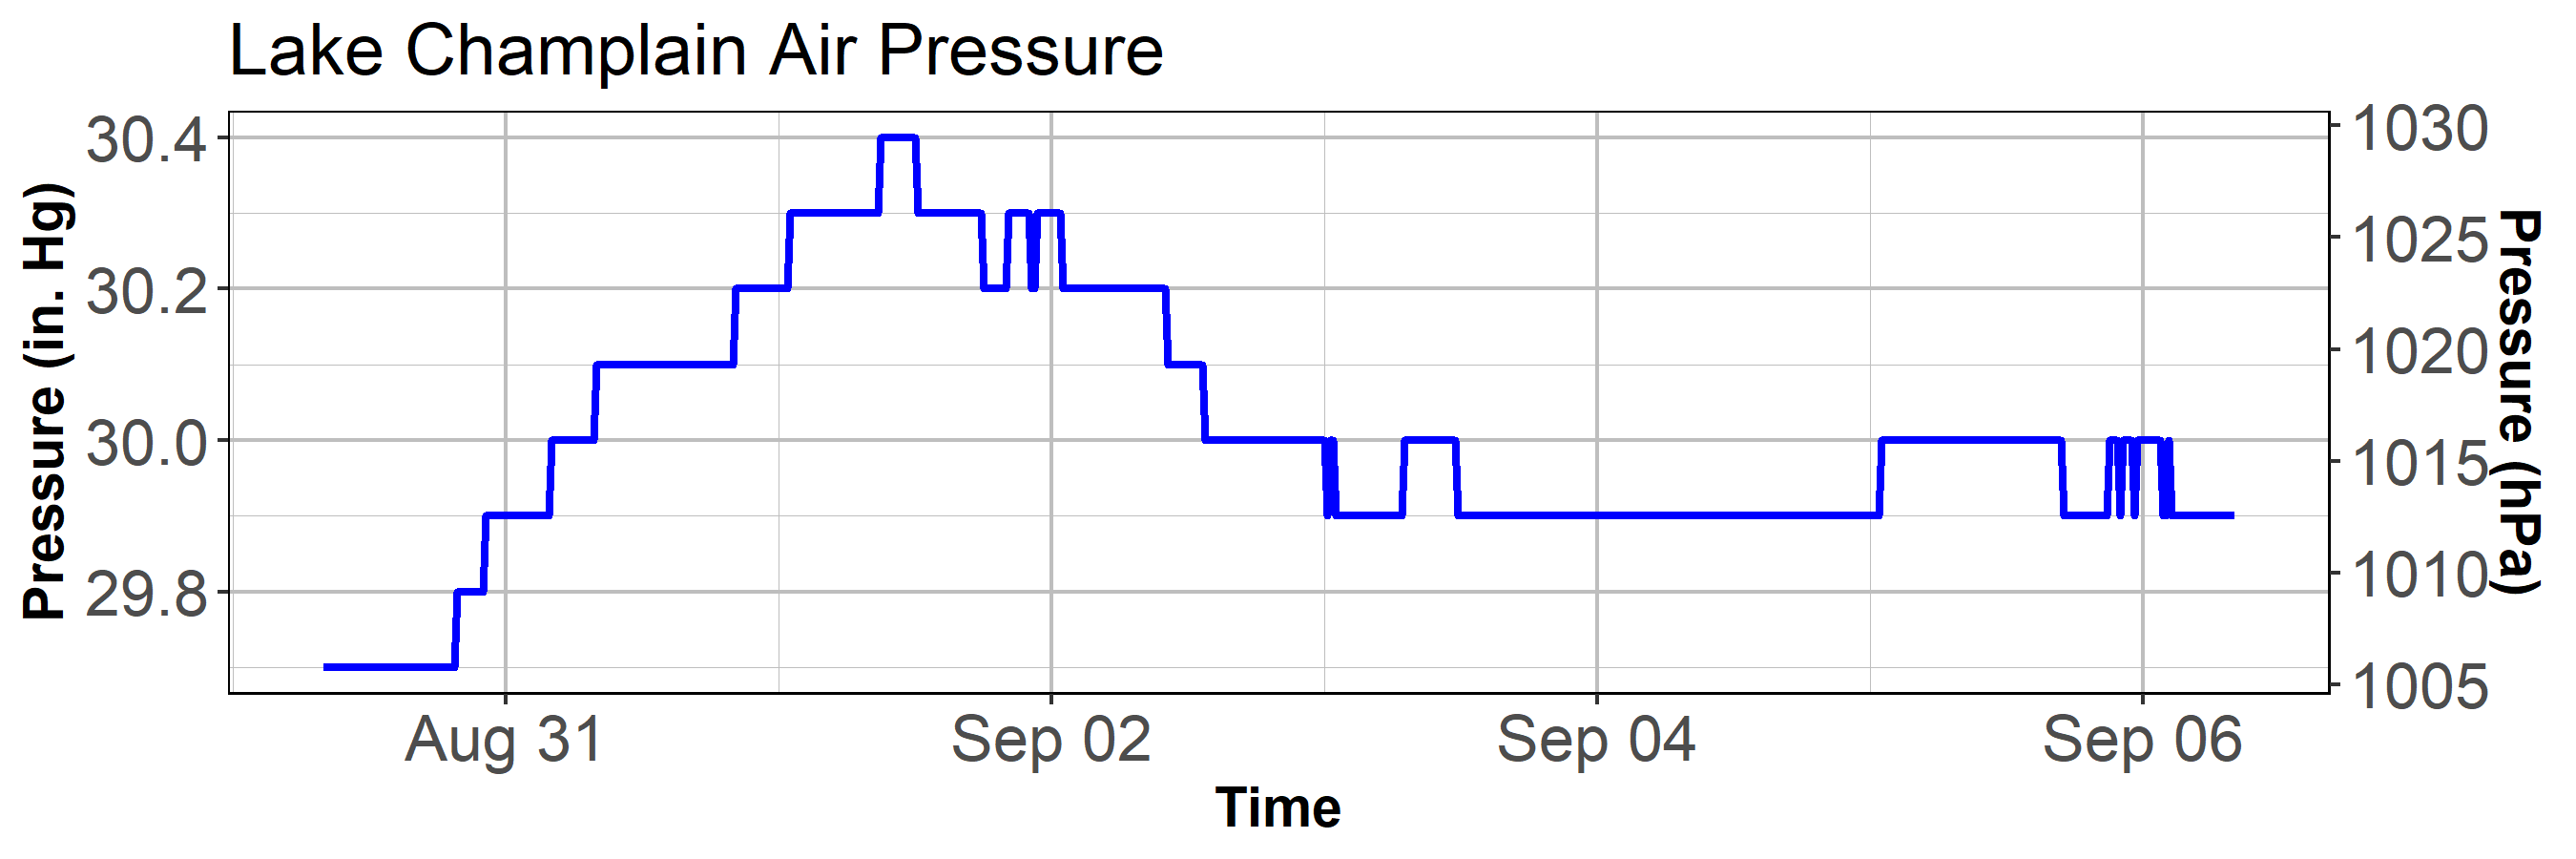 Lake Champlain Air Pressure
Pressure (in. Hg)
30.4
30.2
30.0
29.8
1030
1025
1020
1015
1010
1005
Pressure (hPa)
Aug 31 Sep 02 Sep 04 Sep 06
Time